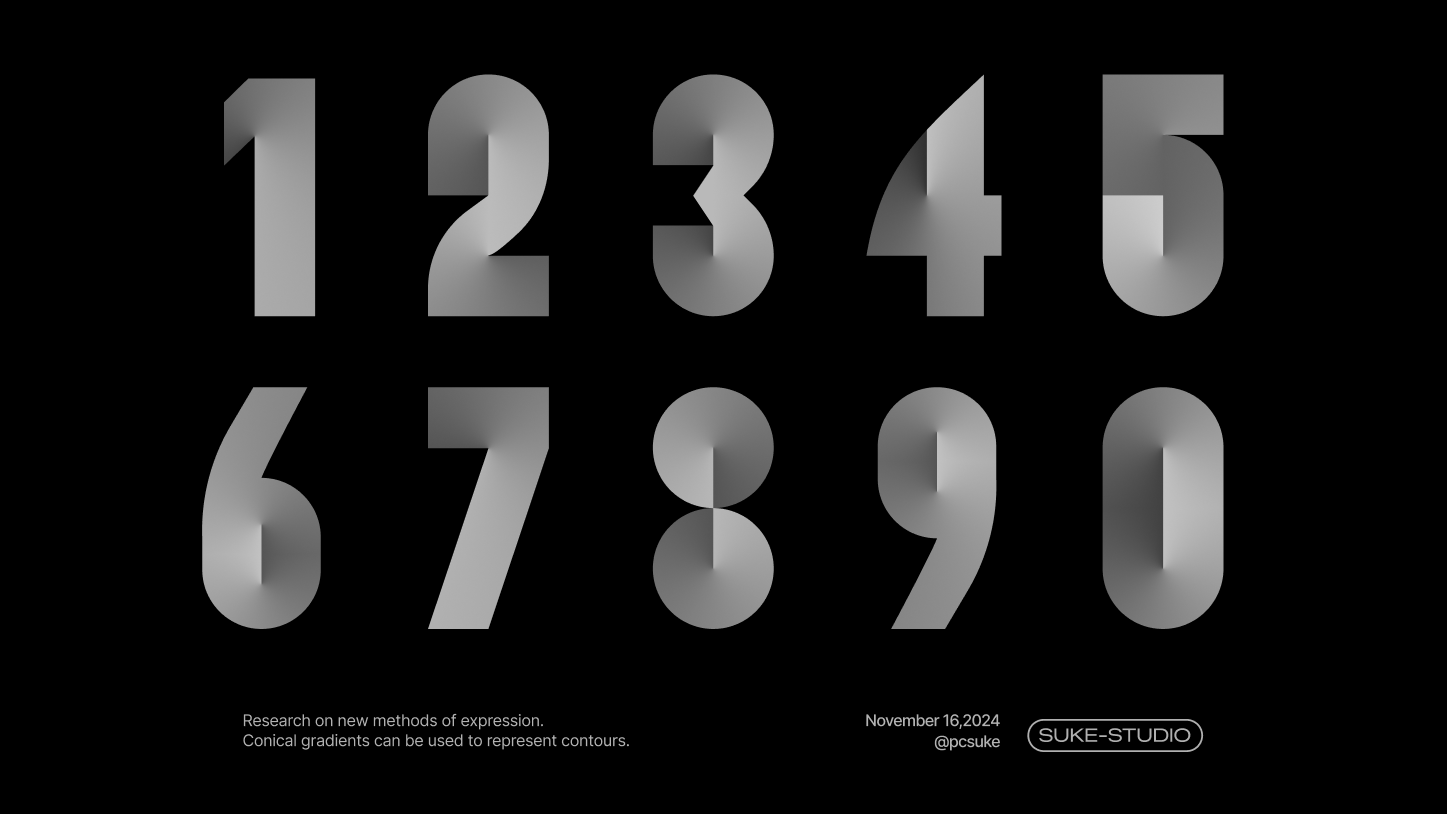 1 2 3 4 5
6 7 8 9 0
Research on new methods of expression.
Conical gradients can be used to represent contours.
November 16,2024
@pcsuke
SUKE-STUDIO